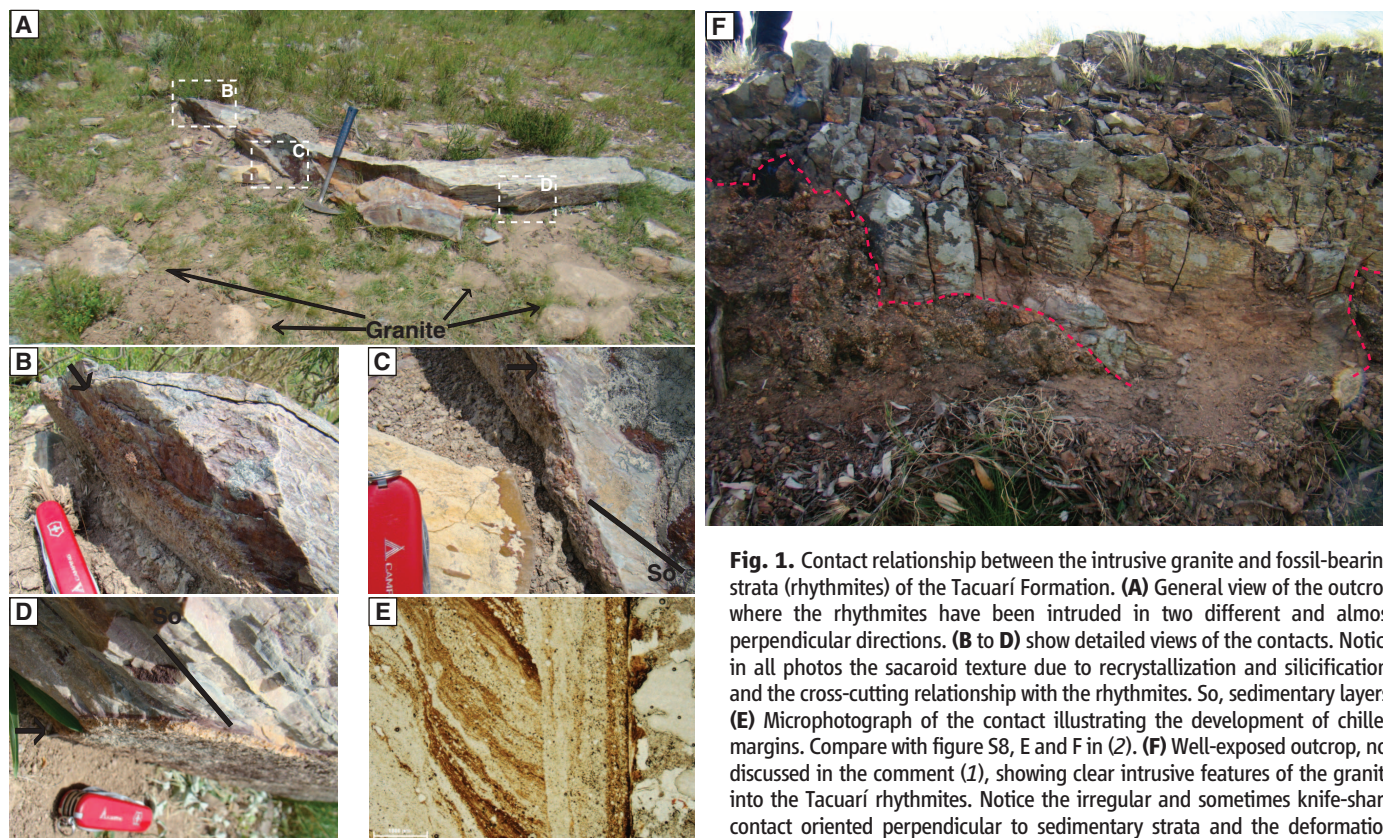 A
B
C
D
Granite
B
C
So
D
So
E
F
Fig. 1. Contact relationship between the intrusive granite and fossil-bearin
strata (rhythmites) of the Tacuarí Formation. (A) General view of the outcro
where the rhythmites have been intruded in two different and almos
perpendicular directions. (B to D) show detailed views of the contacts. Notic
in all photos the sacaroid texture due to recrystallization and silicification
and the cross-cutting relationship with the rhythmites. So, sedimentary layer
(E) Microphotograph of the contact illustrating the development of chille
margins. Compare with figure S8, E and F in (2). (F) Well-exposed outcrop, no
discussed in the comment (1), showing clear intrusive features of the granit
into the Tacuarí rhythmites. Notice the irregular and sometimes knife-shar
contact oriented perpendicular to sedimentary strata and the deformatio